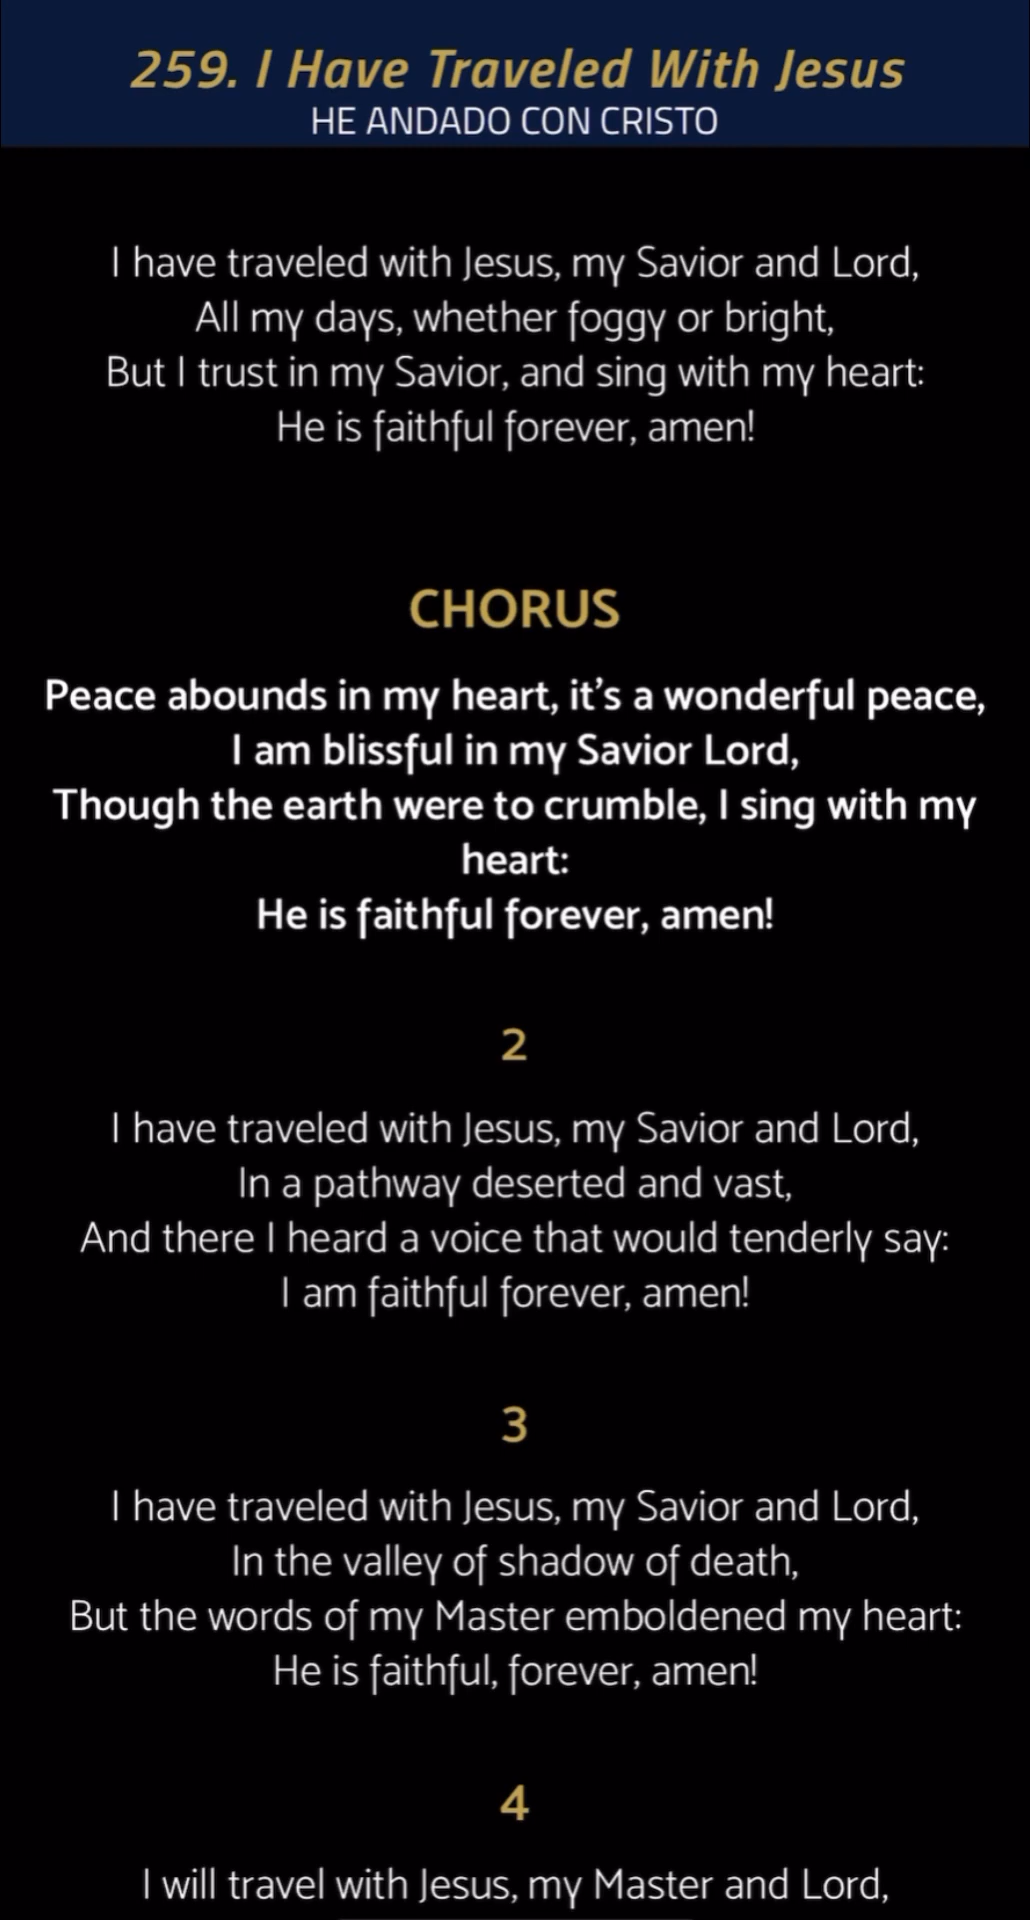 259. I Have Traveled With Jesus
HE ANDADO CON CRISTO
I have traveled with Jesus, my Savior and Lord,
All my days, whether foggy or bright,
But I trust in my Savior, and sing with my heart:
He is faithful forever, amen!
CHORUS
Peace abounds in my heart, it’s a wonderful peace,
I am blissful in my Savior Lord,
Though the earth were to crumble, I sing with my
heart:
He is faithful forever, amen!
2
I have traveled with Jesus, my Savior and Lord,
In a pathway deserted and vast,
And there I heard a voice that would tenderly say:
I am faithful forever, amen!
3
I have traveled with Jesus, my Savior and Lord,
In the valley of shadow of death,
But the words of my Master emboldened my heart:
He is faithful, forever, amen!
4
I will travel with Jesus, my Master and Lord,